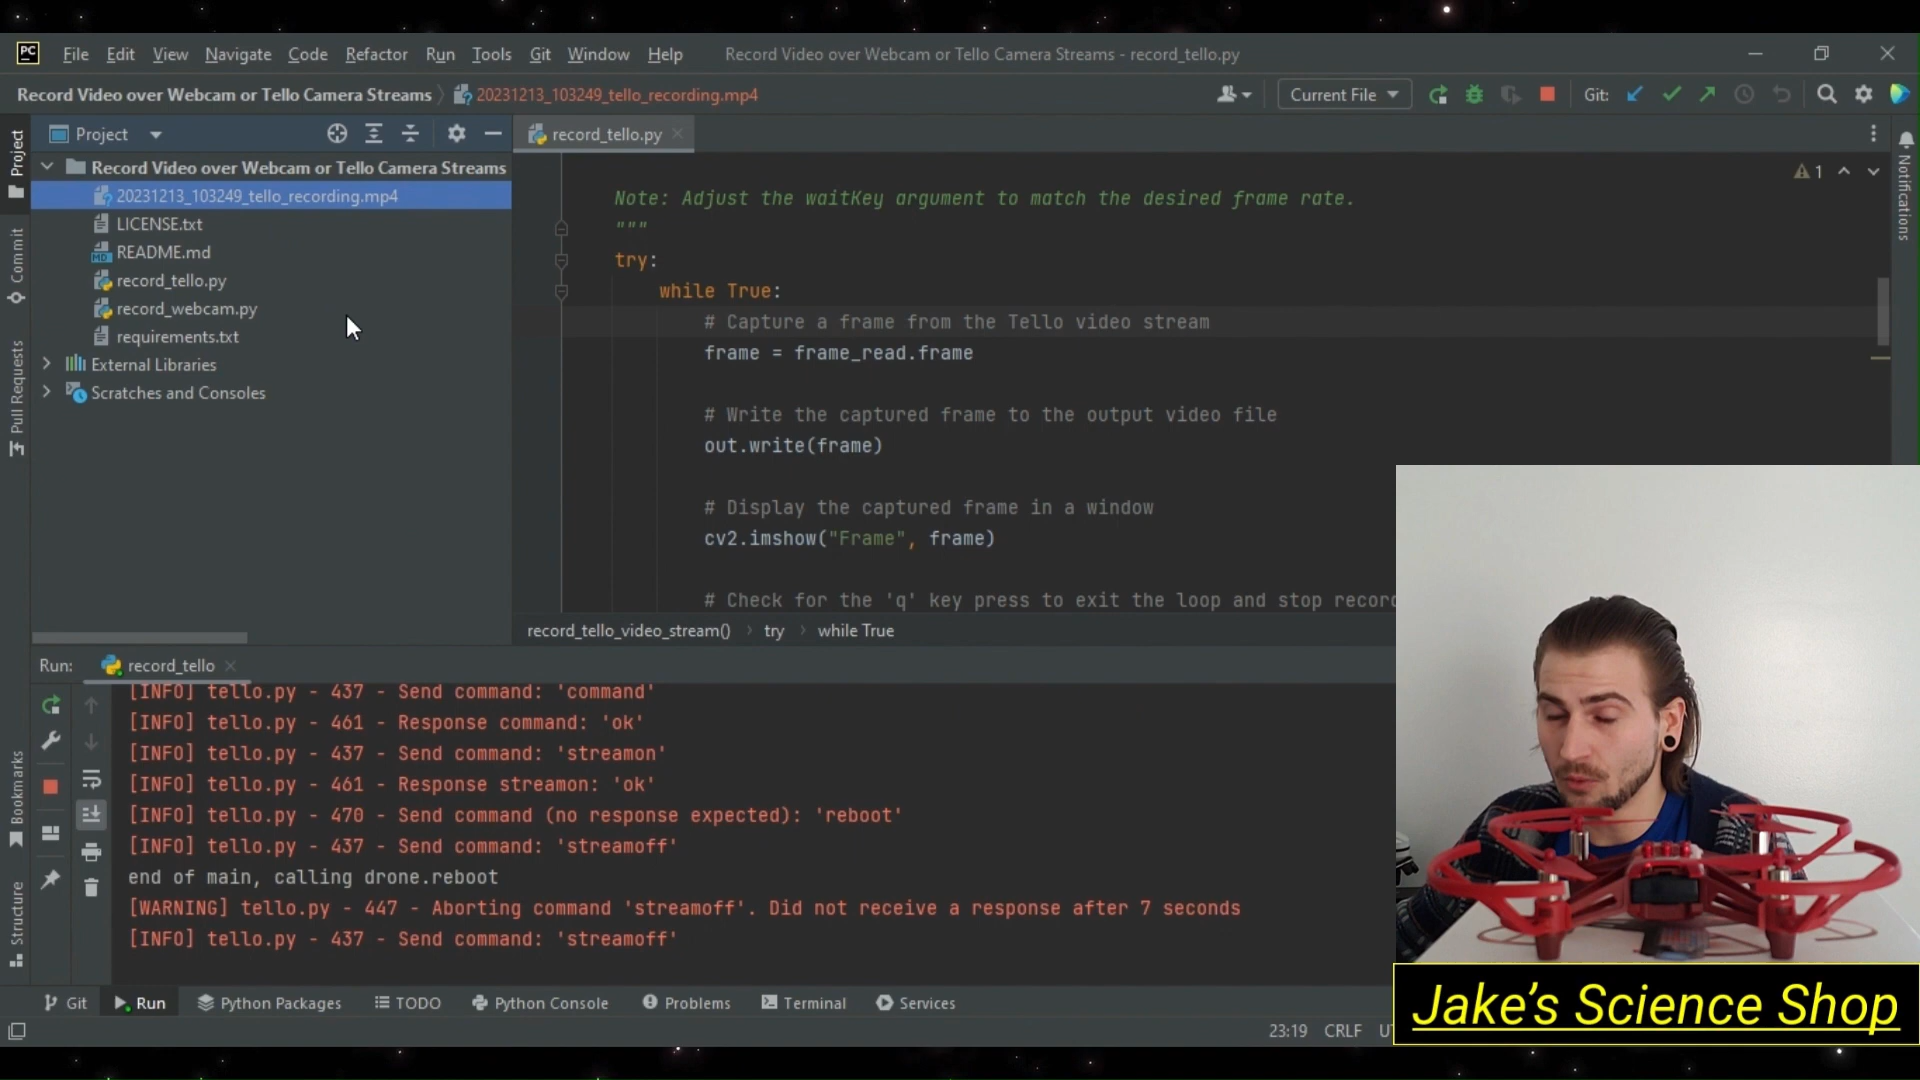 PC File Edit View Navigate Code Refactor Run Tools Git Window Help Record Video over Webcam or Tello Camera Streams - record_tello.py
Record Video over Webcam or Tello Camera Streams 20231213_103249_tello_recording.mp4 Current File Git:
Project
record_tello.py
Project
Commit
Pull Requests
Bookmarks
Structure
Notifications
Record Video over Webcam or Tello Camera Streams
20231213_103249_tello_recording.mp4
LICENSE.txt
README.md
record_tello.py
record_webcam.py
requirements.txt
External Libraries
Scratches and Consoles
1
Note: Adjust the waitKey argument to match the desired frame rate.
"""
try:
while True:
# Capture a frame from the Tello video stream
frame = frame_read.frame
# Write the captured frame to the output video file
out.write(frame)
# Display the captured frame in a window
cv2.imshow("Frame", frame)
# Check for the 'q' key press to exit the loop and stop recor
record_tello_video_stream() try while True
Run: record_tello
[INFO] tello.py - 437 - Send command: 'command'
[INFO] tello.py - 461 - Response command: 'ok'
[INFO] tello.py - 437 - Send command: 'streamon'
[INFO] tello.py - 461 - Response streamon: 'ok'
[INFO] tello.py - 470 - Send command (no response expected): 'reboot'
[INFO] tello.py - 437 - Send command: 'streamoff'
end of main, calling drone.reboot
[WARNING] tello.py - 447 - Aborting command 'streamoff'. Did not receive a response after 7 seconds
[INFO] tello.py - 437 - Send command: 'streamoff'
Git Run Python Packages TODO Python Console Problems Terminal Services
23:19 CRLF
Jake's Science Shop